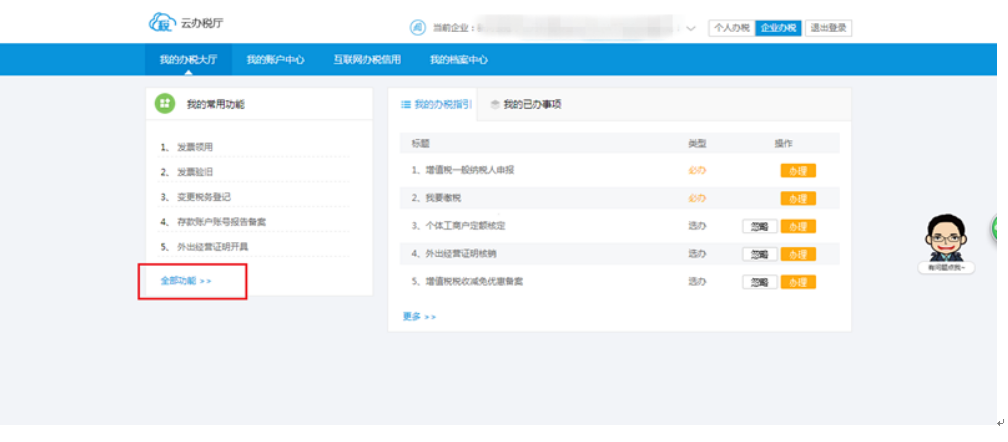 云办税厅
当前企业：
个人办税 企业办税 退出登录
我的办税大厅 我的账户中心 互联网办税信用 我的档案中心
我的常用功能
1、 发票领用
2、 发票验旧
3、 变更税务登记
4、 存款账户账号报告备案
5、 外出经营证明开具
全部功能 >>
我的办税指引 我的已办事项
标题 类型 操作
1、增值税一般纳税人申报 必办 办理
2、我要缴税 必办 办理
3、个体工商户定额核定 选办 忽略 办理
4、外出经营证明核销 选办 忽略 办理
5、增值税税收减免优惠备案 选办 忽略 办理
更多 >>
有问题点我~